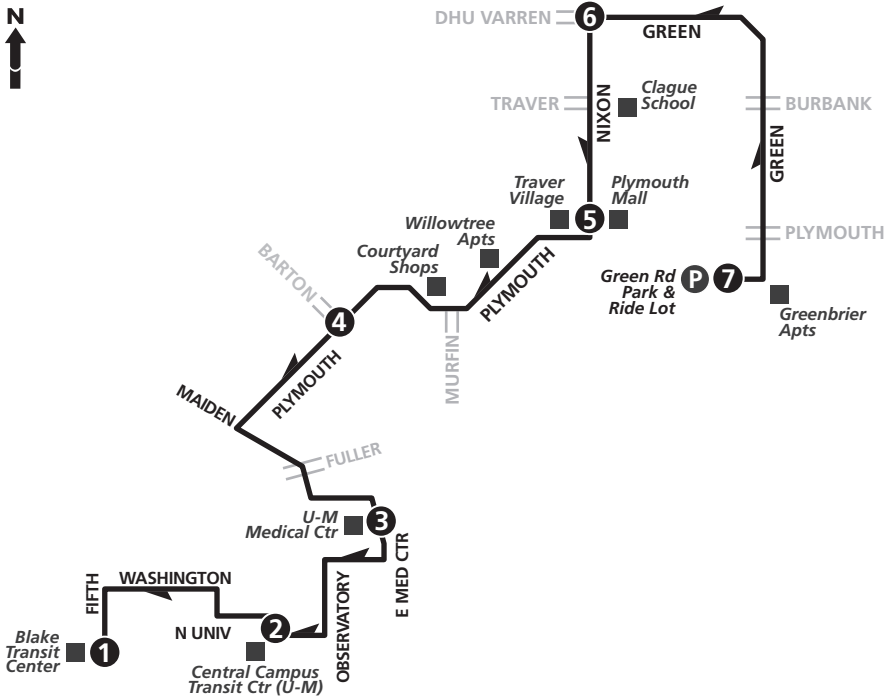 N
DHU VARREN
6
GREEN
TRAVER
NIXON
Clague
School
BURBANK
GREEN
Traver
Village
5
Plymouth
Mall
PLYMOUTH
Willowtree
Apts
Courtyard
Shops
BARTON
PLYMOUTH
Green Rd
Park &
Ride Lot
P
7
Greenbrier
Apts
4
MURFIN
PLYMOUTH
MAIDEN
FULLER
U-M
Medical Ctr
3
E MED CTR
WASHINGTON
FIFTH
OBSERVATORY
N UNIV
2
Blake
Transit
Center
1
Central Campus
Transit Ctr (U-M)